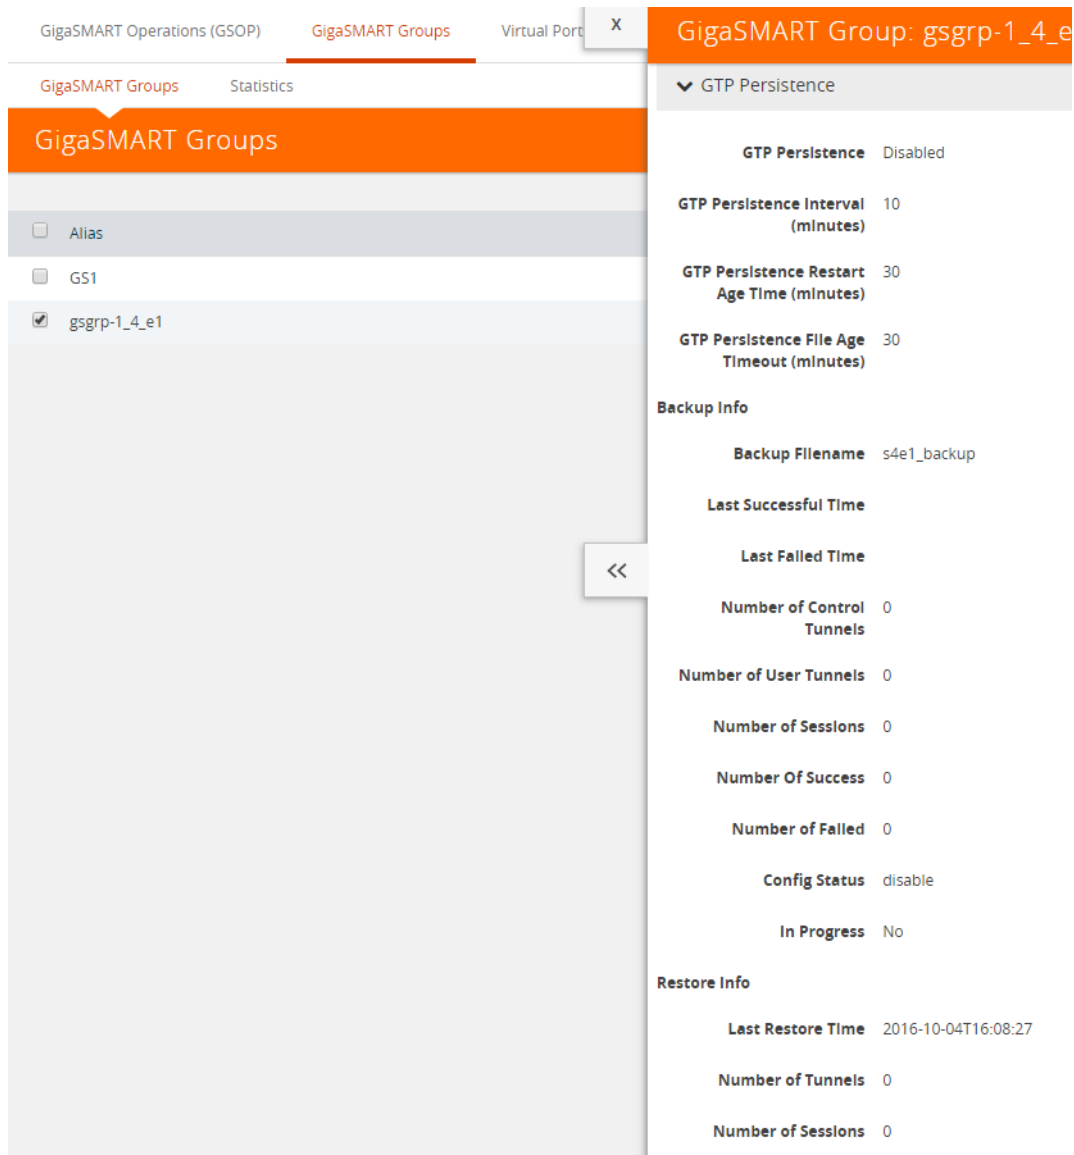 GigaSMART Operations (GSOP)
GigaSMART Groups
Virtual Port
GigaSMART Groups
Statistics
GigaSMART Groups
Alias
GS1
gsgrp-1_4_e1
x
GigaSMART Group: gsgrp-1_4_e
GTP Persistence
GTP Persistence Disabled
GTP Persistence Interval 10
(minutes)
GTP Persistence Restart 30
Age Time (minutes)
GTP Persistence File Age 30
Timeout (minutes)
Backup Info
Backup Filename s4e1_backup
Last Successful Time
Last Failed Time
<<
Number of Control 0
Tunnels
Number of User Tunnels 0
Number of Sessions 0
Number Of Success 0
Number of Failed 0
Config Status disable
In Progress No
Restore Info
Last Restore Time 2016-10-04T16:08:27
Number of Tunnels 0
Number of Sessions 0